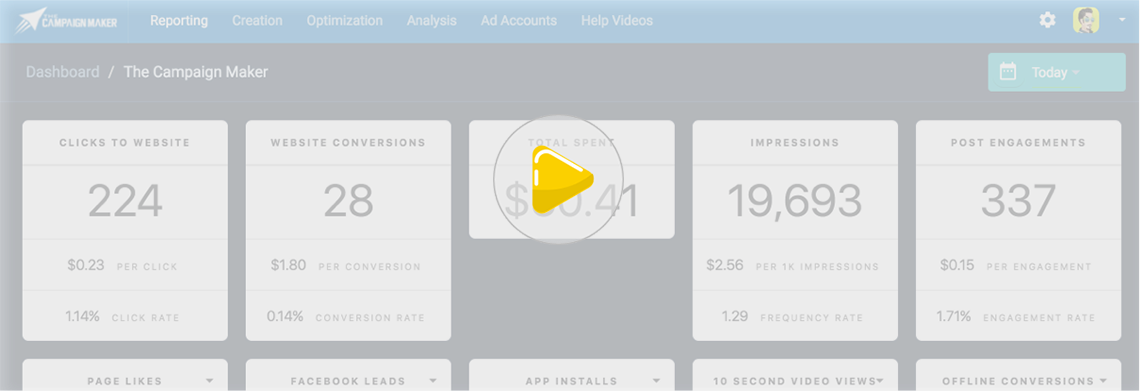 THE
CAMPAIGN MAKER
Reporting Creation Optimization Analysis Ad Accounts Help Videos
Dashboard / The Campaign Maker
Today
CLICKS TO WEBSITE
224
$0.23 PER CLICK
1.14% CLICK RATE
WEBSITE CONVERSIONS
28
$1.80 PER CONVERSION
0.14% CONVERSION RATE
TOTAL SPENT
IMPRESSIONS
19,693
$2.56 PER 1K IMPRESSIONS
1.29 FREQUENCY RATE
POST ENGAGEMENTS
337
$0.15 PER ENGAGEMENT
1.71% ENGAGEMENT RATE
PAGE LIKES
FACEBOOK LEADS
APP INSTALLS
10 SECOND VIDEO VIEWS
OFFLINE CONVERSIONS